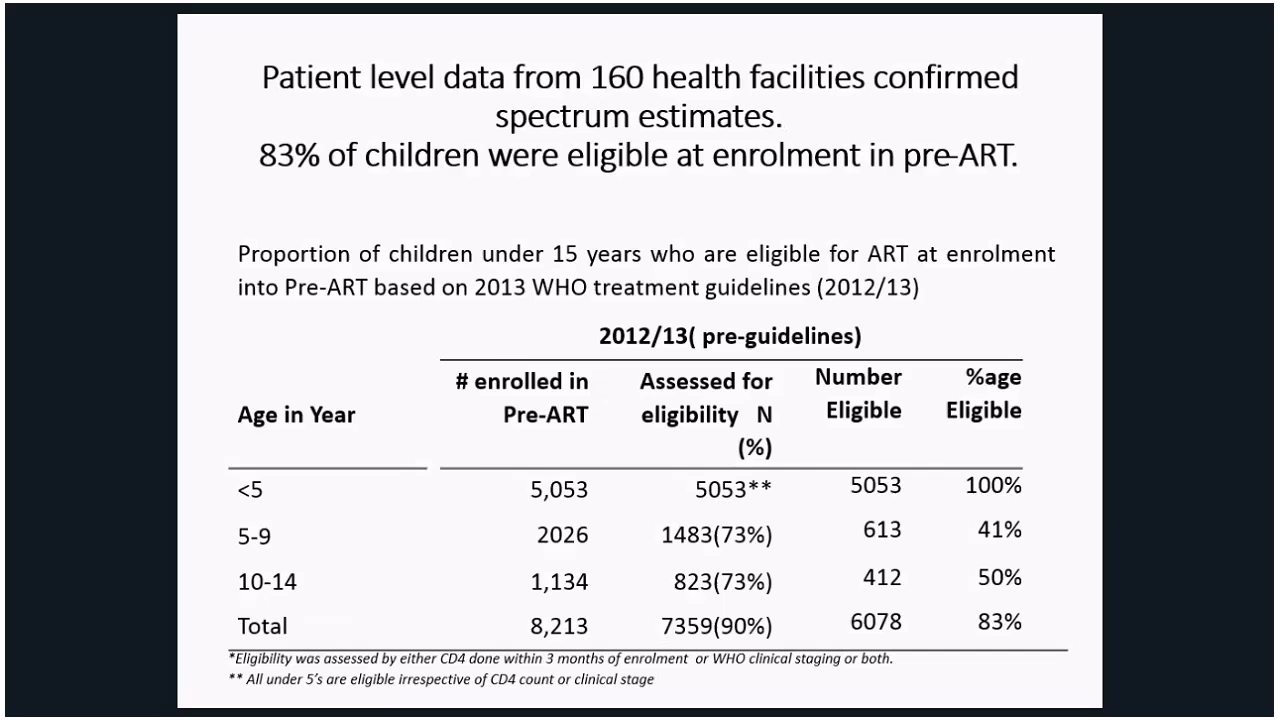 Patient level data from 160 health facilities confirmed
spectrum estimates.
83% of children were eligible at enrolment in pre-ART.
Proportion of children under 15 years who are eligible for ART at enrolment
into Pre-ART based on 2013 WHO treatment guidelines (2012/13)
2012/13( pre-guidelines)
Age in Year
# enrolled in
Pre-ART
Assessed for
eligibility N
(%)
Number
Eligible
%age
Eligible
<5 5,053 5053** 5053 100%
5-9 2026 1483(73%) 613 41%
10-14 1,134 823(73%) 412 50%
Total 8,213 7359(90%) 6078 83%
*Eligibility was assessed by either CD4 done within 3 months of enrolment or WHO clinical staging or both.
** All under 5's are eligible irrespective of CD4 count or clinical stage